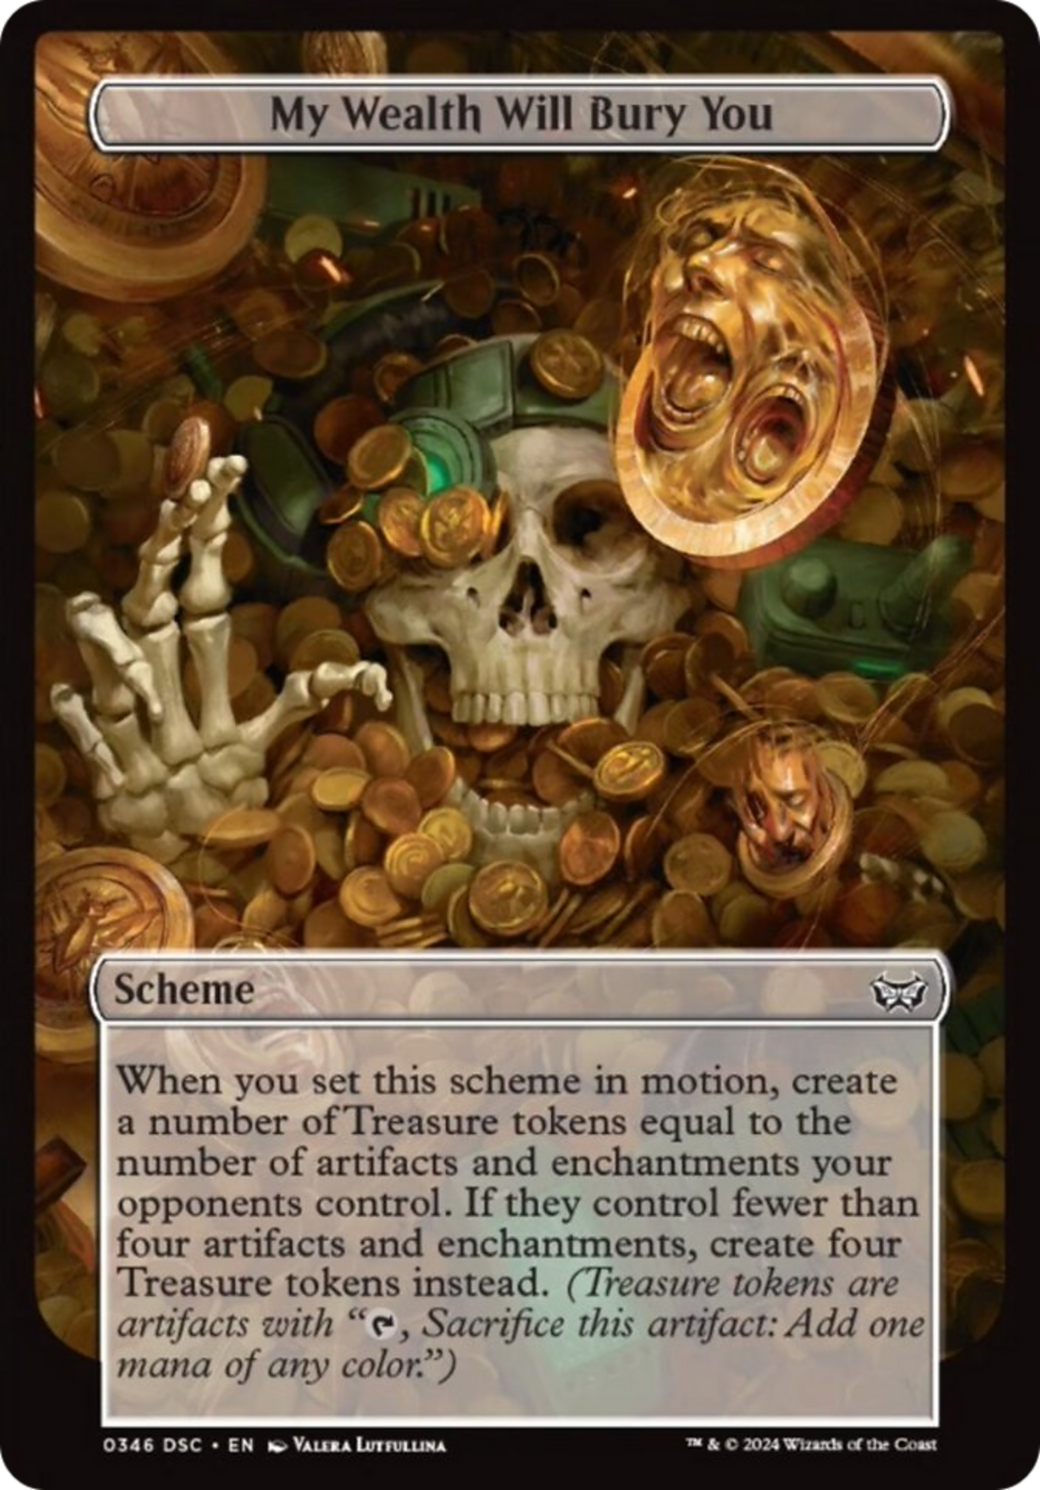 My Wealth Will Bury You
Scheme
When you set this scheme in motion, create
a number of Treasure tokens equal to the
number of artifacts and enchantments your
opponents control. If they control fewer than
four artifacts and enchantments, create four
Treasure tokens instead. (Treasure tokens are
artifacts with “, Sacrifice this artifact: Add one
mana of any color.”)
0346 DSC • EN Valera Lutfullina
™ & © 2024 Wizards of the Coast